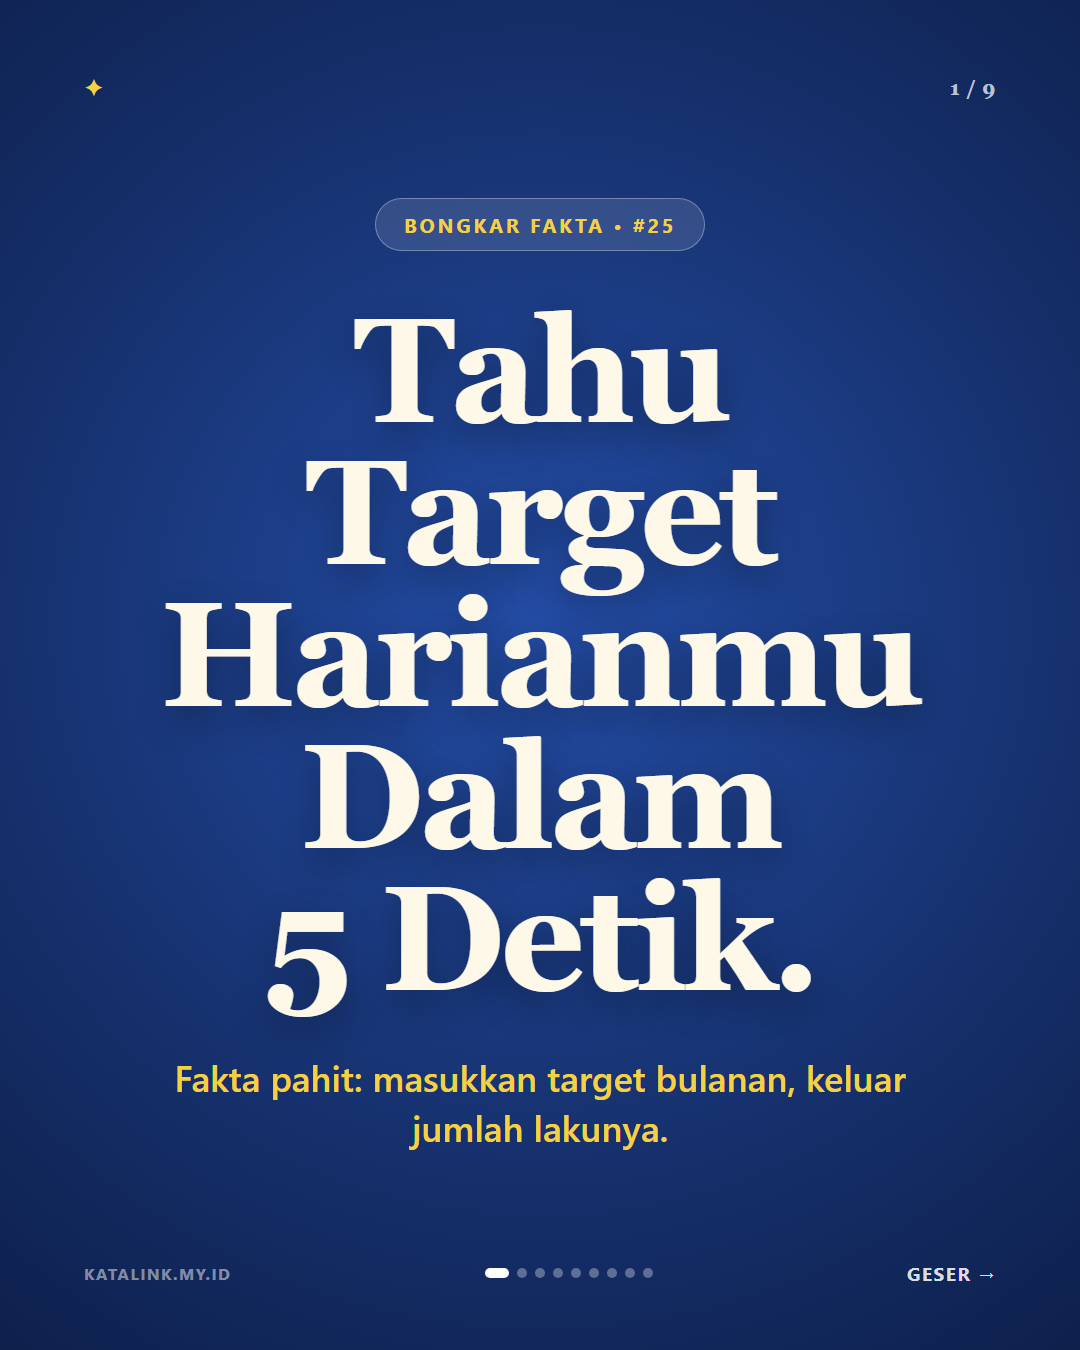 ✦
1 / 9
BONGKAR FAKTA • #25
Tahu
Target
Harianmu
Dalam
5 Detik.
Fakta pahit: masukkan target bulanan, keluar
jumlah lakunya.
KATALINK.MY.ID
GESER →